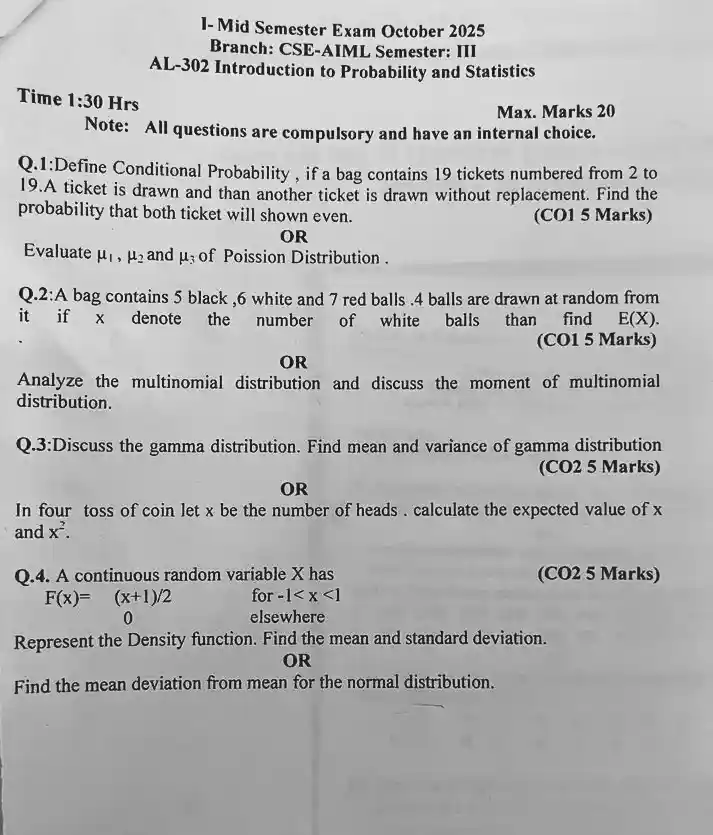 I- Mid Semester Exam October 2025
Branch: CSE-AIML Semester: III
AL-302 Introduction to Probability and Statistics
Time 1:30 Hrs
Max. Marks 20
Note: All questions are compulsory and have an internal choice.
Q.1:Define Conditional Probability , if a bag contains 19 tickets numbered from 2 to
19.A ticket is drawn and than another ticket is drawn without replacement. Find the
probability that both ticket will shown even. (CO1 5 Marks)
OR
Evaluate μ₁ , μ₂ and μ₃ of Poission Distribution .
Q.2:A bag contains 5 black ,6 white and 7 red balls .4 balls are drawn at random from
it if x denote the number of white balls than find E(X).
. (CO1 5 Marks)
OR
Analyze the multinomial distribution and discuss the moment of multinomial
distribution.
Q.3:Discuss the gamma distribution. Find mean and variance of gamma distribution
(CO2 5 Marks)
OR
In four toss of coin let x be the number of heads . calculate the expected value of x
and x².
Q.4. A continuous random variable X has (CO2 5 Marks)
F(x)= (x+1)/2 for -1< x <1
0 elsewhere
Represent the Density function. Find the mean and standard deviation.
OR
Find the mean deviation from mean for the normal distribution.